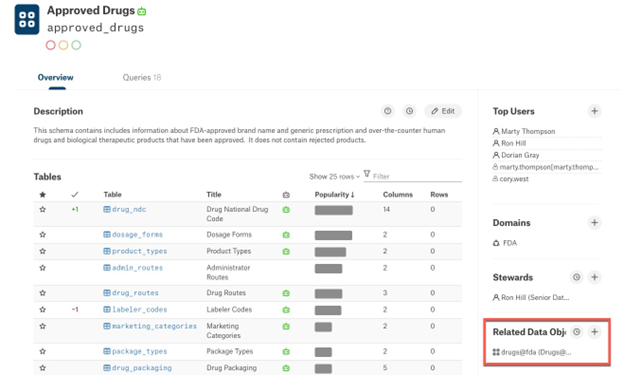 Approved Drugs
approved_drugs
Overview Queries 18
Description Edit
This schema contains includes information about FDA-approved brand name and generic prescription and over-the-counter human
drugs and biological therapeutic products that have been approved. It does not contain rejected products.
Tables Show 25 rows Filter
Table Title Popularity ↓ Columns Rows
+1 drug_ndc Drug National Drug 14 0
Code
dosage_forms Dosage Forms 2 0
product_types Product Types 2 0
admin_routes Administrator 2 0
Routes
drug_routes Drug Routes 3 0
-1 labeler_codes Labeler Codes 2 0
marketing_categories Marketing 2 0
Categories
package_types Package Types 2 0
drug_packaging Drug Packaging 5 0
Top Users
Marty Thompson
Ron Hill
Dorian Gray
marty.thompson[marty.thomp...
cory.west
Domains
FDA
Stewards
Ron Hill (Senior Dat...
Related Data Obj
drugs@fda (Drugs@...